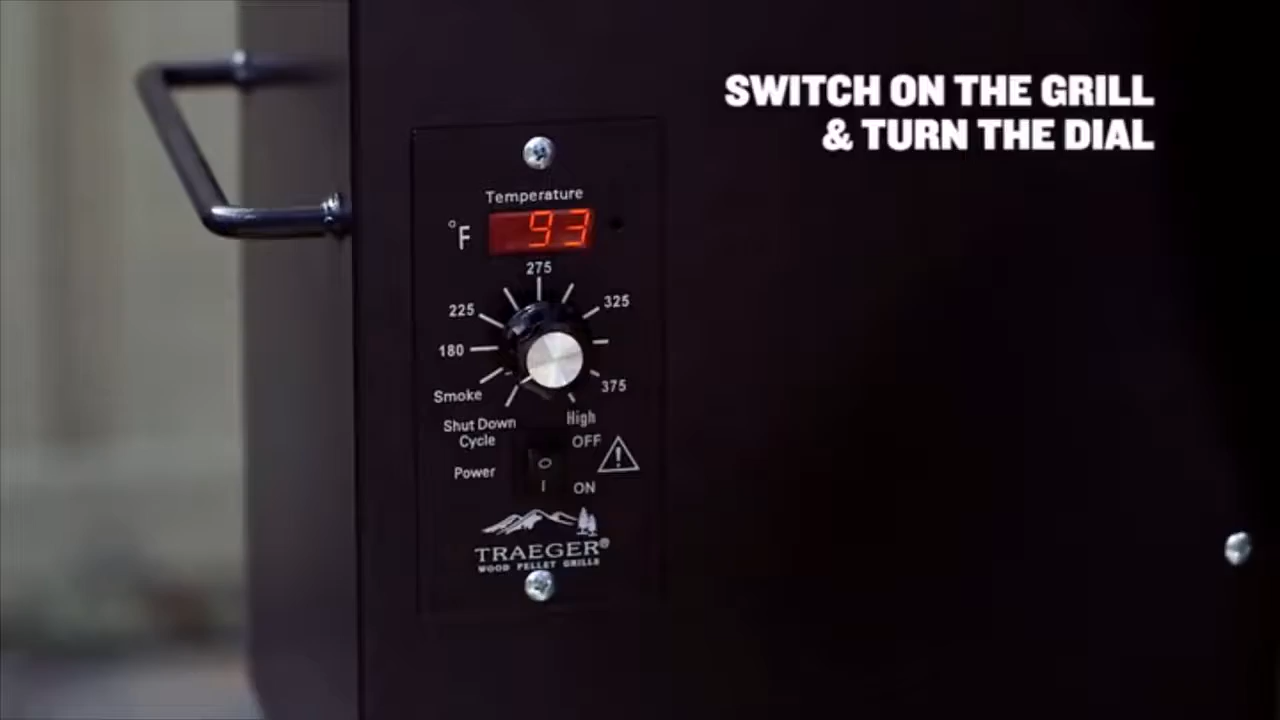 SWITCH ON THE GRILL
& TURN THE DIAL
Temperature
°F 93
275
225
325
180
375
Smoke
High
Shut Down
Cycle
OFF
Power
O
I
ON
TRAEGER®
WOOD PELLET GRILLS